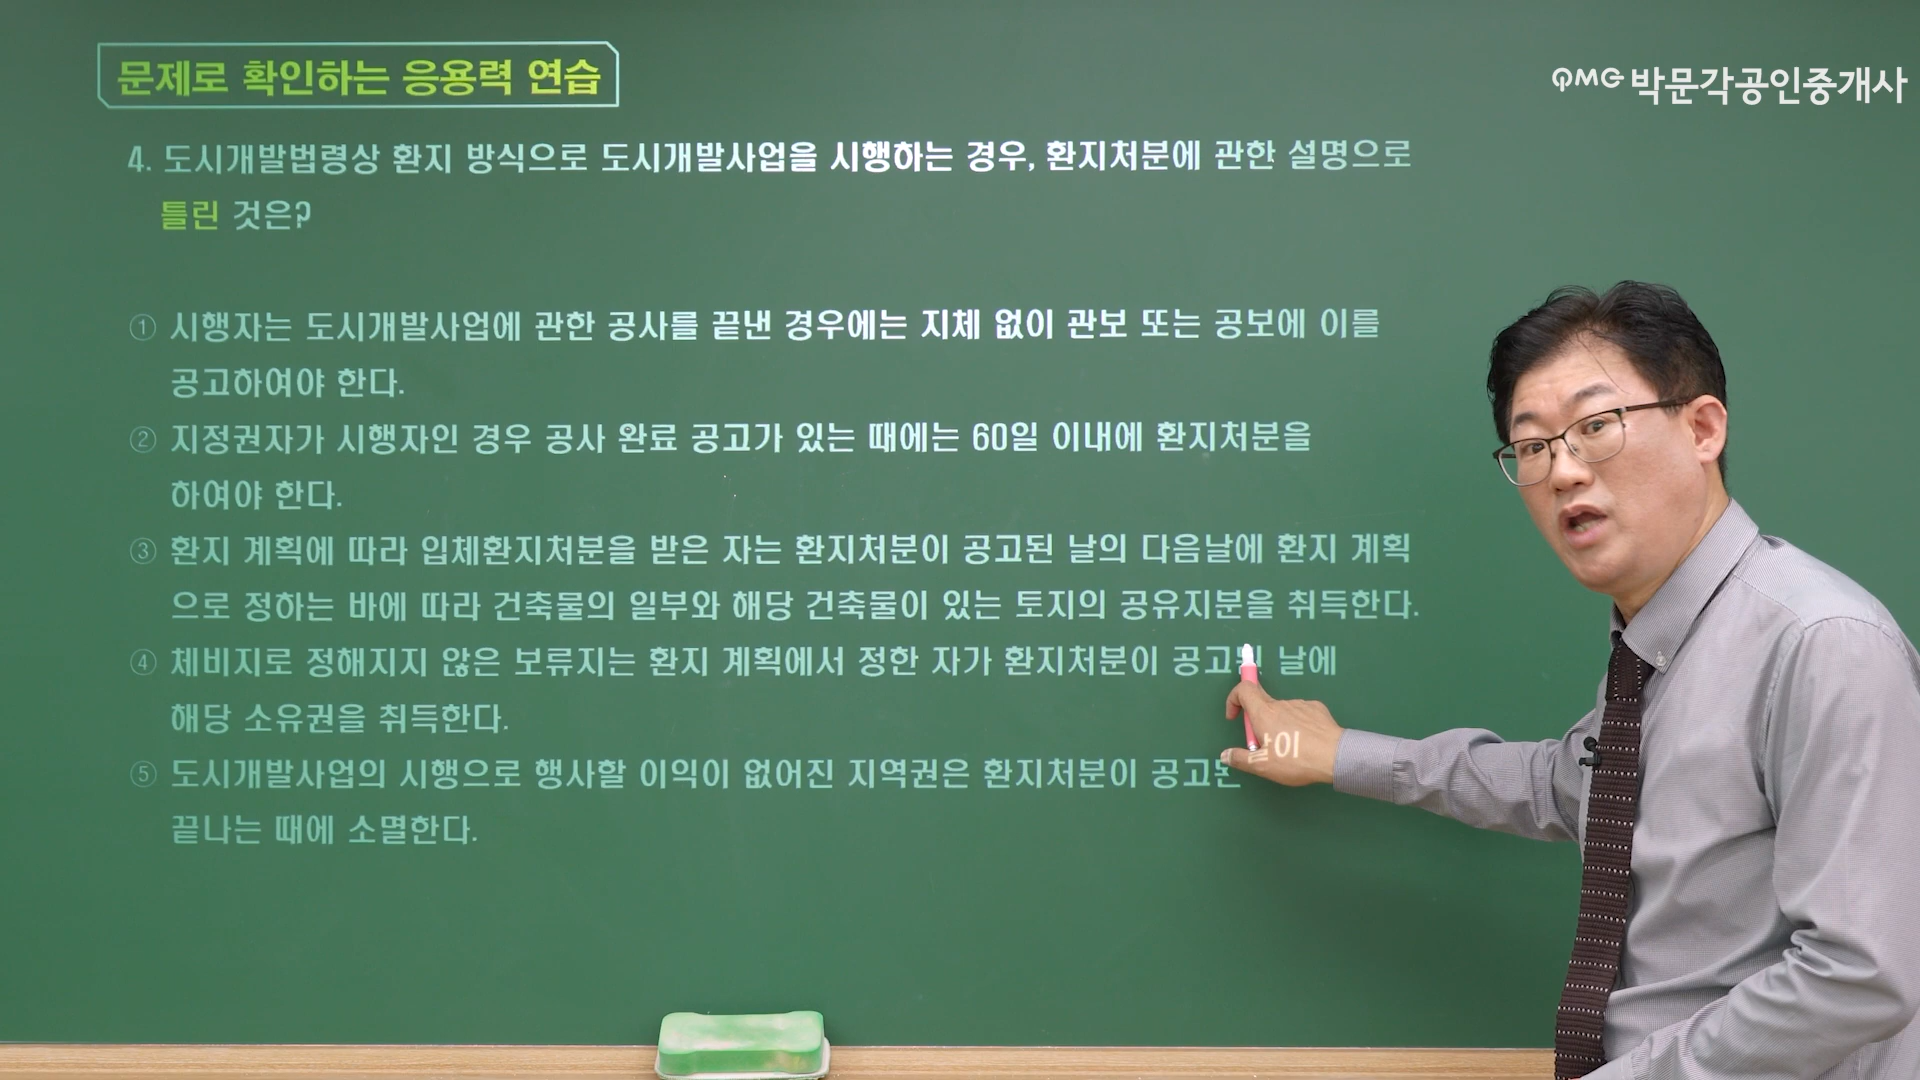 문제로 확인하는 응용력 연습
QMG 박문각공인중개사
4. 도시개발법령상 환지 방식으로 도시개발사업을 시행하는 경우, 환지처분에 관한 설명으로
틀린 것은?
① 시행자는 도시개발사업에 관한 공사를 끝낸 경우에는 지체 없이 관보 또는 공보에 이를
공고하여야 한다.
② 지정권자가 시행자인 경우 공사 완료 공고가 있는 때에는 60일 이내에 환지처분을
하여야 한다.
③ 환지 계획에 따라 입체환지처분을 받은 자는 환지처분이 공고된 날의 다음날에 환지 계획
으로 정하는 바에 따라 건축물의 일부와 해당 건축물이 있는 토지의 공유지분을 취득한다.
④ 체비지로 정해지지 않은 보류지는 환지 계획에서 정한 자가 환지처분이 공고된 날에
해당 소유권을 취득한다.
⑤ 도시개발사업의 시행으로 행사할 이익이 없어진 지역권은 환지처분이 공고된 날이
끝나는 때에 소멸한다.